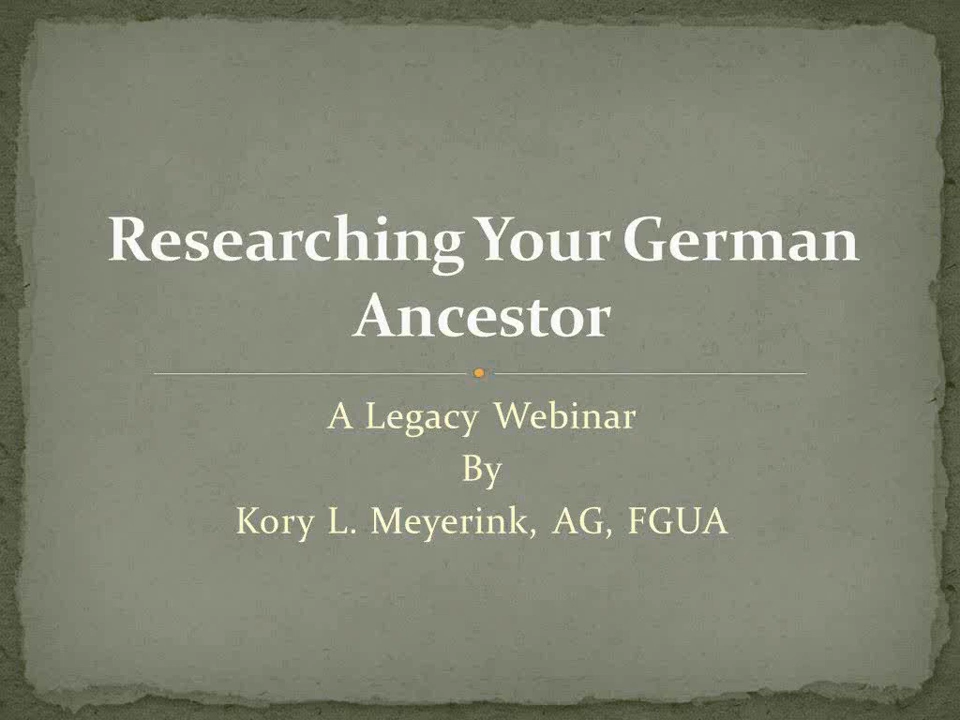 Researching Your German
Ancestor
A Legacy Webinar
By
Kory L. Meyerink, AG, FGUA